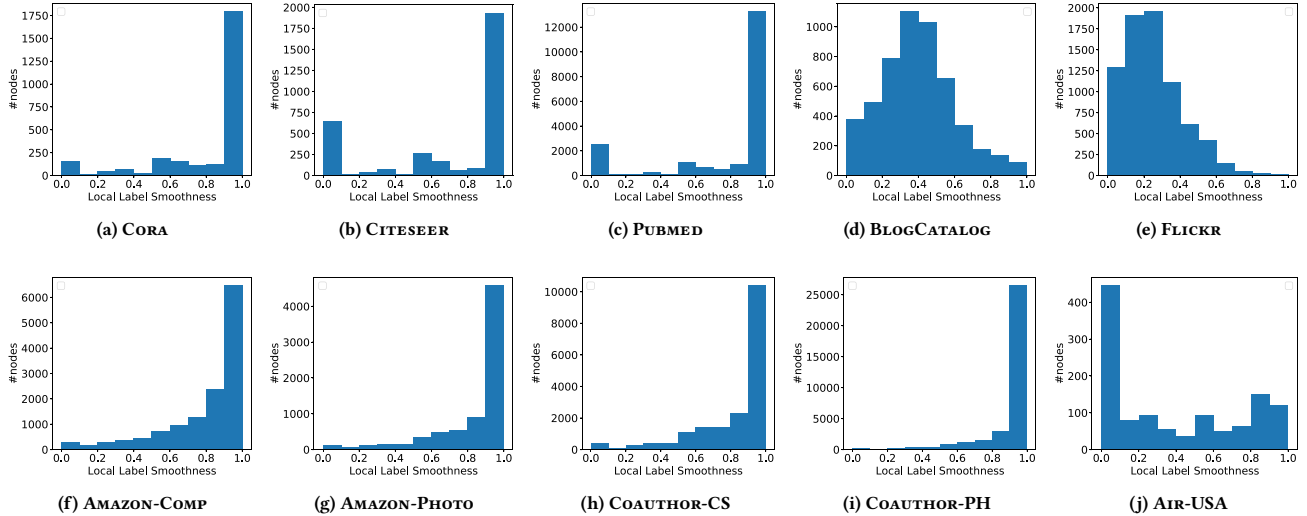 1750
1500
1250
1000
750
500
250
0
#nodes
0.0 0.2 0.4 0.6 0.8 1.0
Local Label Smoothness
(a) CORA
2000
1750
1500
1250
1000
750
500
250
0
#nodes
0.0 0.2 0.4 0.6 0.8 1.0
Local Label Smoothness
(b) CITESEER
12000
10000
8000
6000
4000
2000
0
#nodes
0.0 0.2 0.4 0.6 0.8 1.0
Local Label Smoothness
(c) PUBMED
1000
800
600
400
200
0
#nodes
0.0 0.2 0.4 0.6 0.8 1.0
Local Label Smoothness
(d) BLOGCATALOG
2000
1750
1500
1250
1000
750
500
250
0
#nodes
0.0 0.2 0.4 0.6 0.8 1.0
Local Label Smoothness
(e) FLICKR
6000
5000
4000
3000
2000
1000
0
#nodes
0.0 0.2 0.4 0.6 0.8 1.0
Local Label Smoothness
(f) AMAZON-COMP
4000
3000
2000
1000
0
#nodes
0.0 0.2 0.4 0.6 0.8 1.0
Local Label Smoothness
(g) AMAZON-PHOTO
10000
8000
6000
4000
2000
0
#nodes
0.0 0.2 0.4 0.6 0.8 1.0
Local Label Smoothness
(h) COAUTHOR-CS
25000
20000
15000
10000
5000
0
#nodes
0.0 0.2 0.4 0.6 0.8 1.0
Local Label Smoothness
(i) COAUTHOR-PH
400
300
200
100
0
#nodes
0.0 0.2 0.4 0.6 0.8 1.0
Local Label Smoothness
(j) AIR-USA